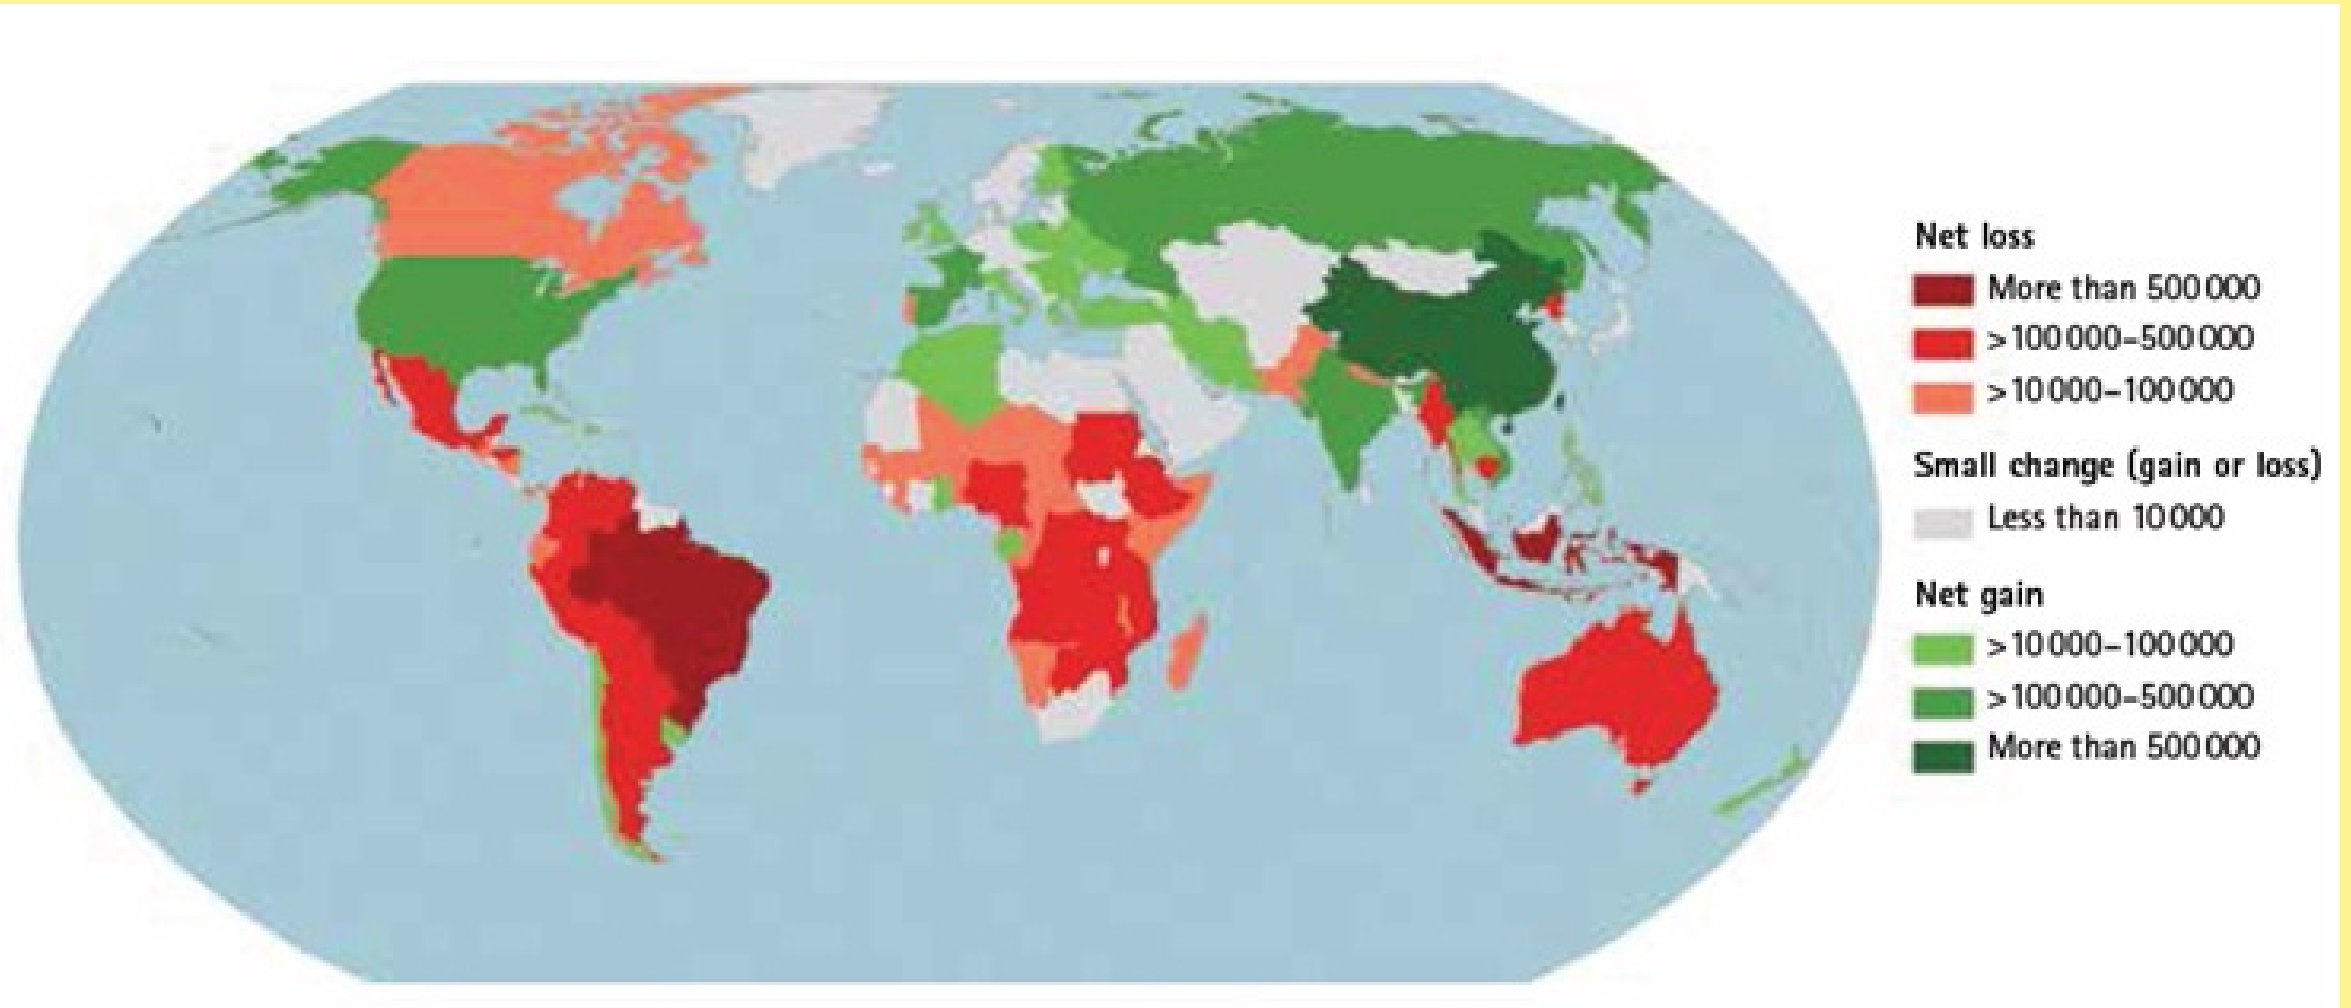 Net loss
More than 500 000
>100 000–500 000
>10 000–100 000
Small change (gain or loss)
Less than 10 000
Net gain
>10 000–100 000
>100 000–500 000
More than 500 000